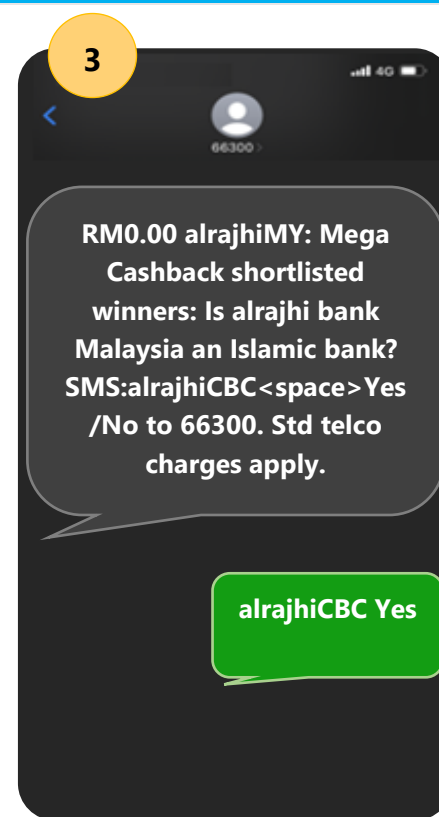 3
4G
66300
RM0.00 alrajhiMY: Mega
Cashback shortlisted
winners: Is alrajhi bank
Malaysia an Islamic bank?
SMS:alrajhiCBC<space>Yes
/No to 66300. Std telco
charges apply.
alrajhiCBC Yes